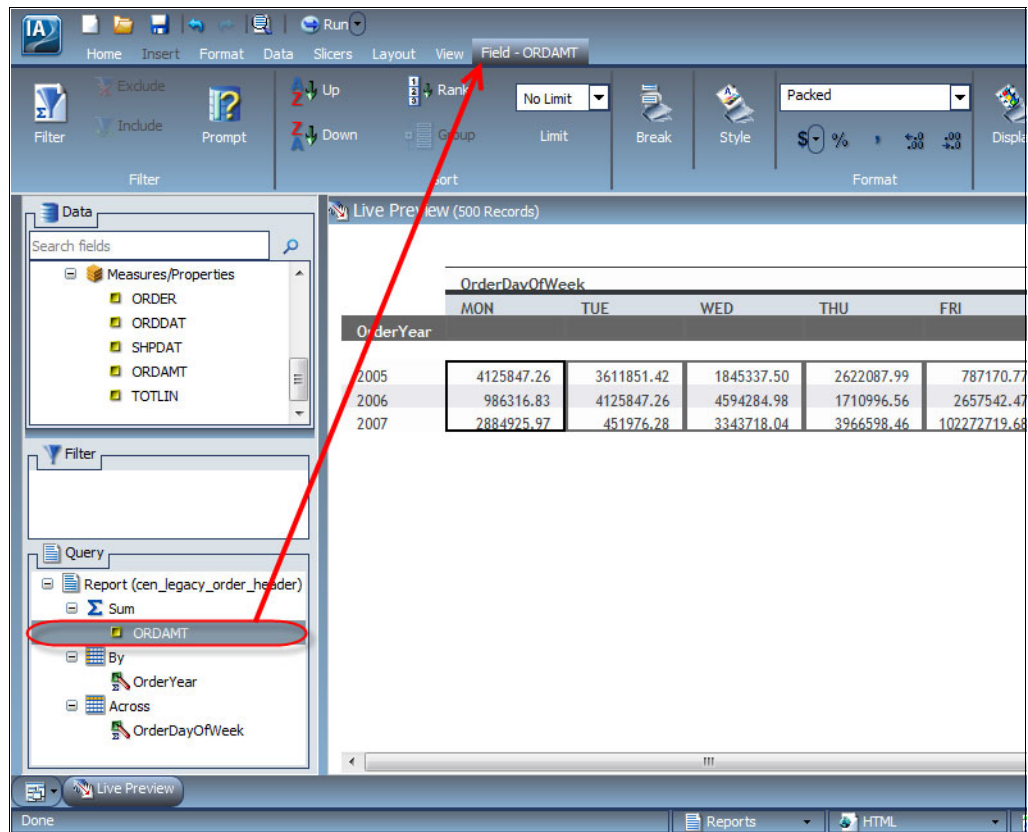 IA Run
Home Insert Format Data Slicers Layout View Field - ORDAMT
Exclude
Include
Filter
Prompt
Up
Down
Rank
Group
No Limit
Limit
Break
Style
Packed
$ % ,
Filter
Format
Data
Search fields
Measures/Properties
ORDER
ORDDAT
SHPDAT
ORDAMT
TOTLIN
Filter
Query
Report (cen_legacy_order_header)
Sum
ORDAMT
By
OrderYear
Across
OrderDayOfWeek
Live Preview (500 Records)
OrderDayOfWeek
MON TUE WED THU FRI
OrderYear
2005 4125847.26 3611851.42 1845337.50 2622087.99 787170.77
2006 986316.83 4125847.26 4594284.98 1710996.56 2657542.47
2007 2884925.97 451976.28 3343718.04 3966598.46 102272719.68
Live Preview
Done
Reports HTML